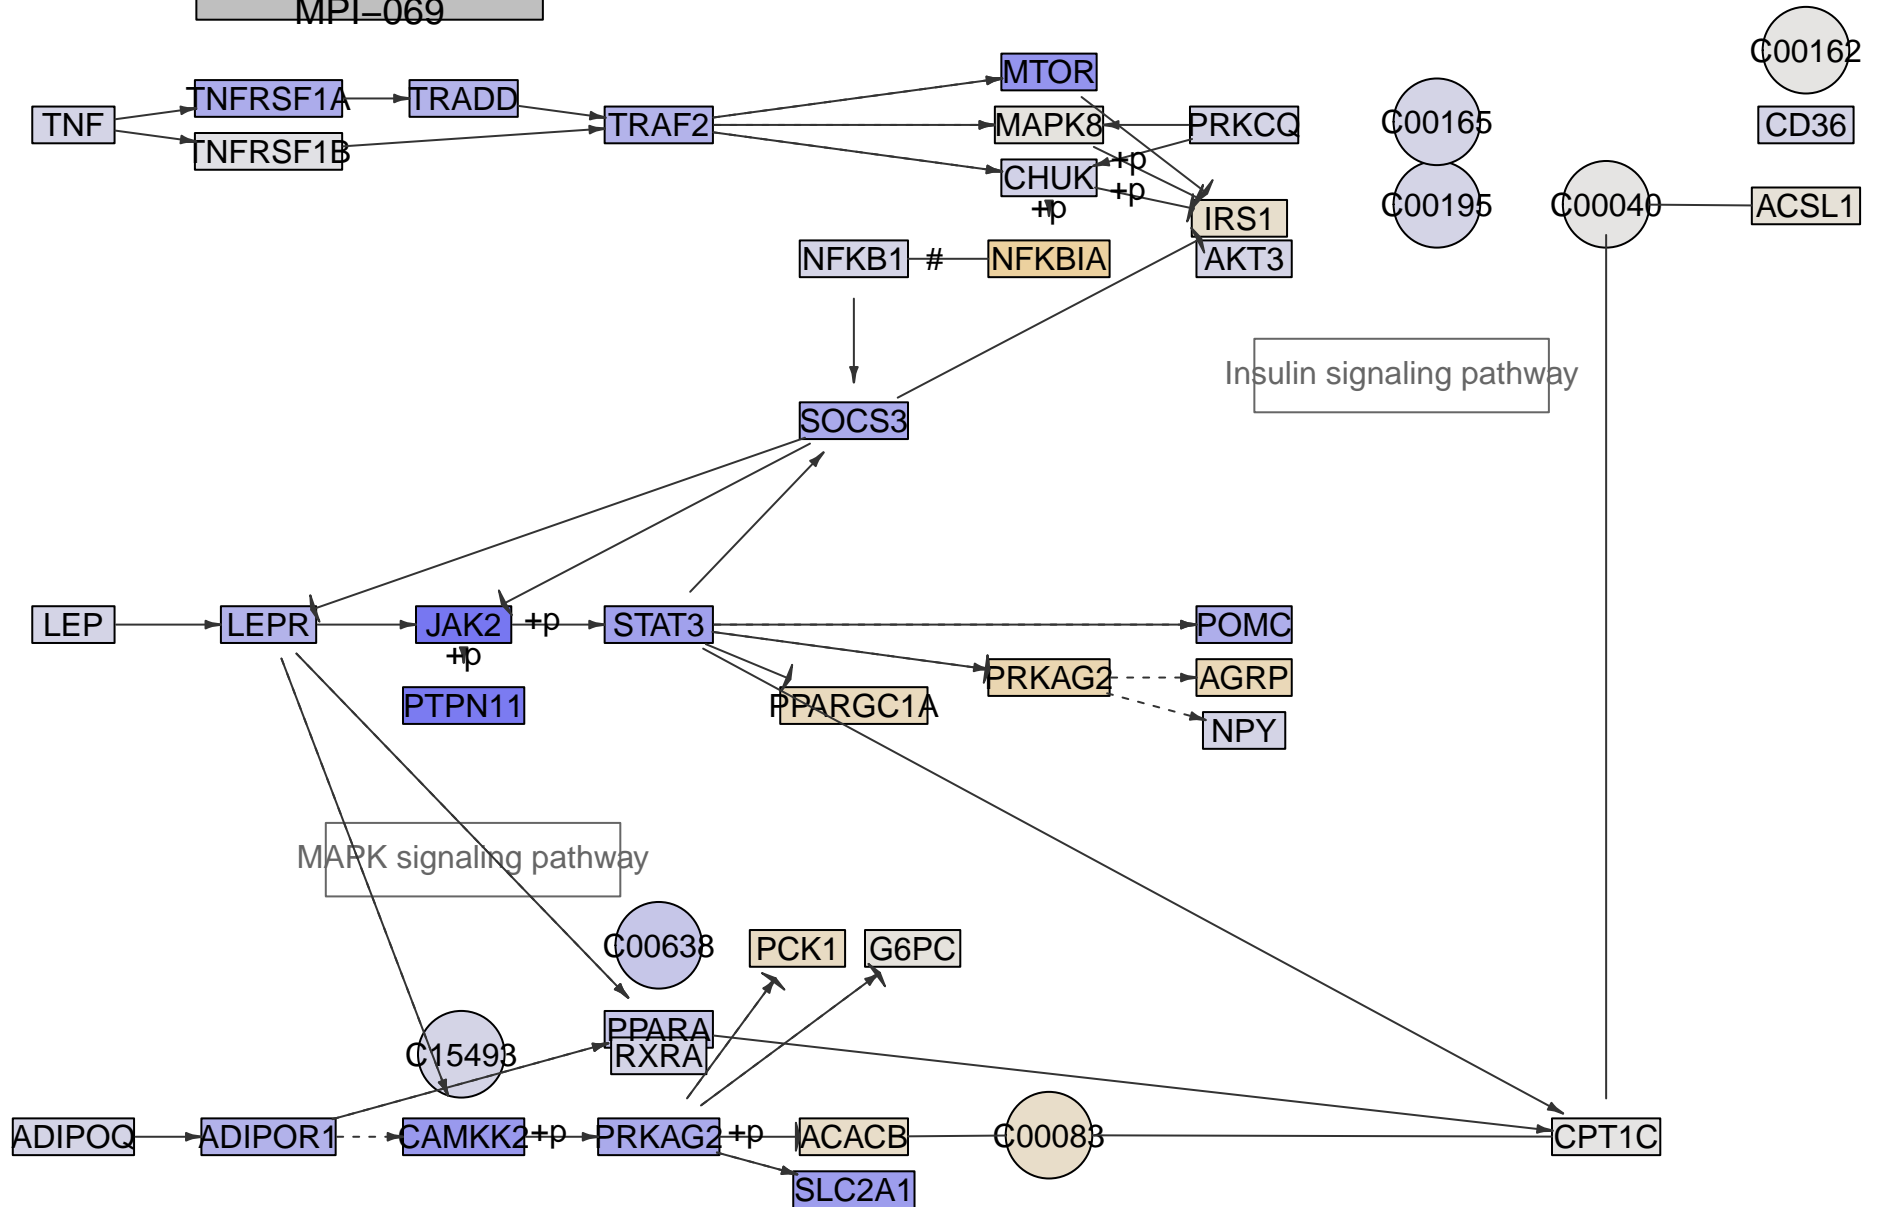 MPI−069
C00162
MTOR
TNFRSF1A
TRADD
TNF
TRAF2
MAPK8
PRKCQ
C00165
CD36
TNFRSF1B
+p
CHUK
+p
+p
IRS1
C00195
C00040
ACSL1
NFKB1
#
NFKBIA
AKT3
Insulin signaling pathway
SOCS3
LEP
LEPR
JAK2
+p
STAT3
POMC
+p
PRKAG2
AGRP
PTPN11
PPARGC1A
NPY
MAPK signaling pathway
C00638
PCK1
G6PC
PPARA
C15493
RXRA
ADIPOQ
ADIPOR1
CAMKK2
+p
PRKAG2
+p
ACACB
C00083
CPT1C
SLC2A1